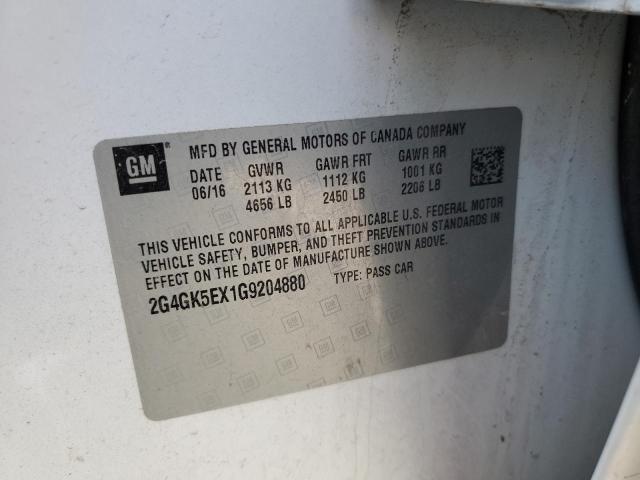 GM
MFD BY GENERAL MOTORS OF CANADA COMPANY
DATE GVWR GAWR FRT GAWR RR
06/16 2113 KG 1112 KG 1001 KG
4656 LB 2450 LB 2206 LB
THIS VEHICLE CONFORMS TO ALL APPLICABLE U.S. FEDERAL MOTOR
VEHICLE SAFETY, BUMPER, AND THEFT PREVENTION STANDARDS IN
EFFECT ON THE DATE OF MANUFACTURE SHOWN ABOVE.
2G4GK5EX1G9204880 TYPE: PASS CAR